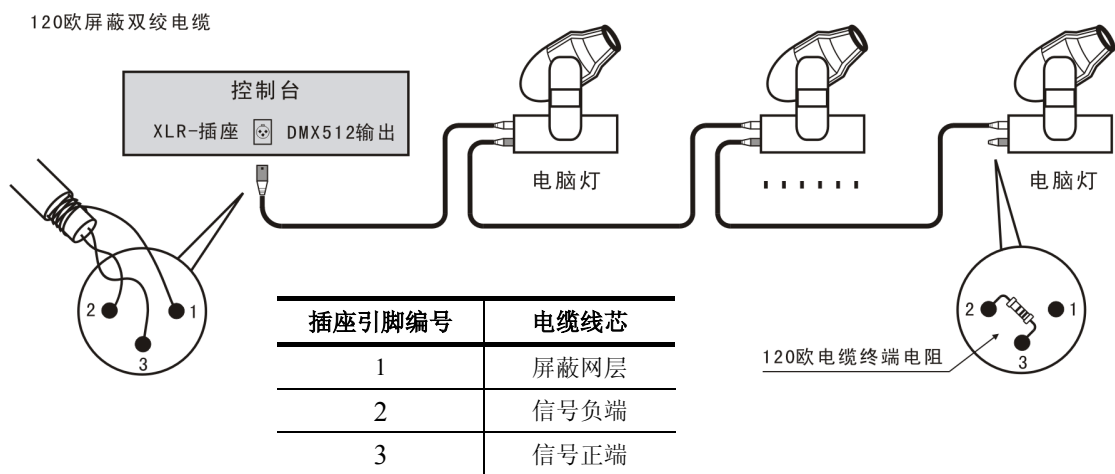 120欧屏蔽双绞电缆
控制台
XLR-插座 DMX512输出
电脑灯
......
电脑灯
2 1
3
2 1
3
120欧电缆终端电阻
插座引脚编号 电缆线芯
1 屏蔽网层
2 信号负端
3 信号正端